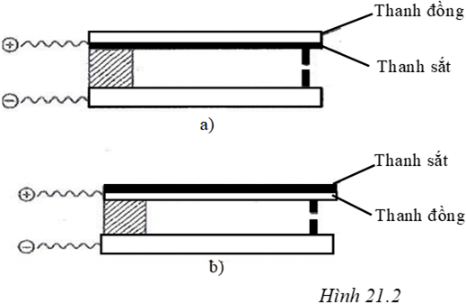 Thanh đồng
Thanh sắt
+
−
a)
Thanh sắt
Thanh đồng
+
−
b)
Hình 21.2